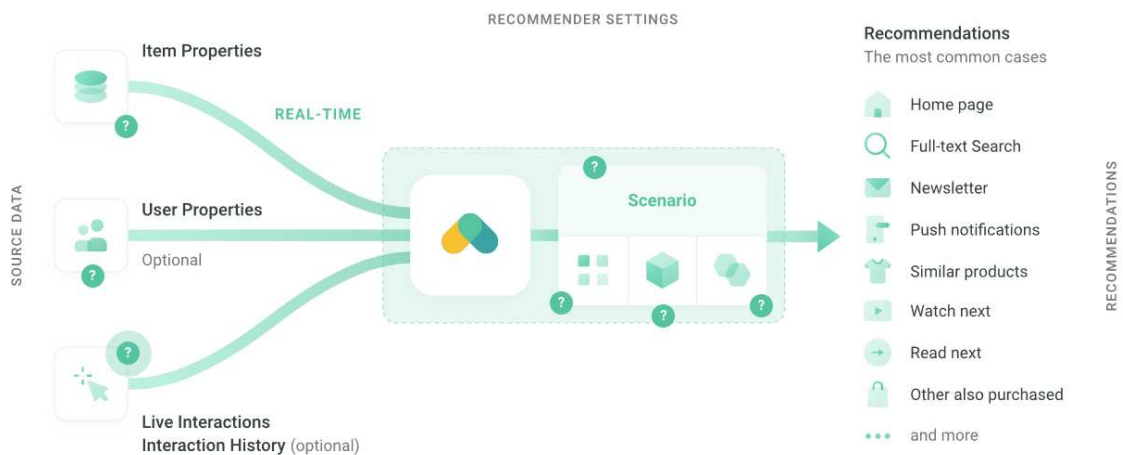 RECOMMENDER SETTINGS
SOURCE DATA
Item Properties
?
REAL-TIME
User Properties
Optional
?
?
Live Interactions
Interaction History (optional)
?
Scenario
?
?
?
Recommendations
The most common cases
Home page
Full-text Search
Newsletter
Push notifications
Similar products
Watch next
Read next
Other also purchased
and more
RECOMMENDATIONS